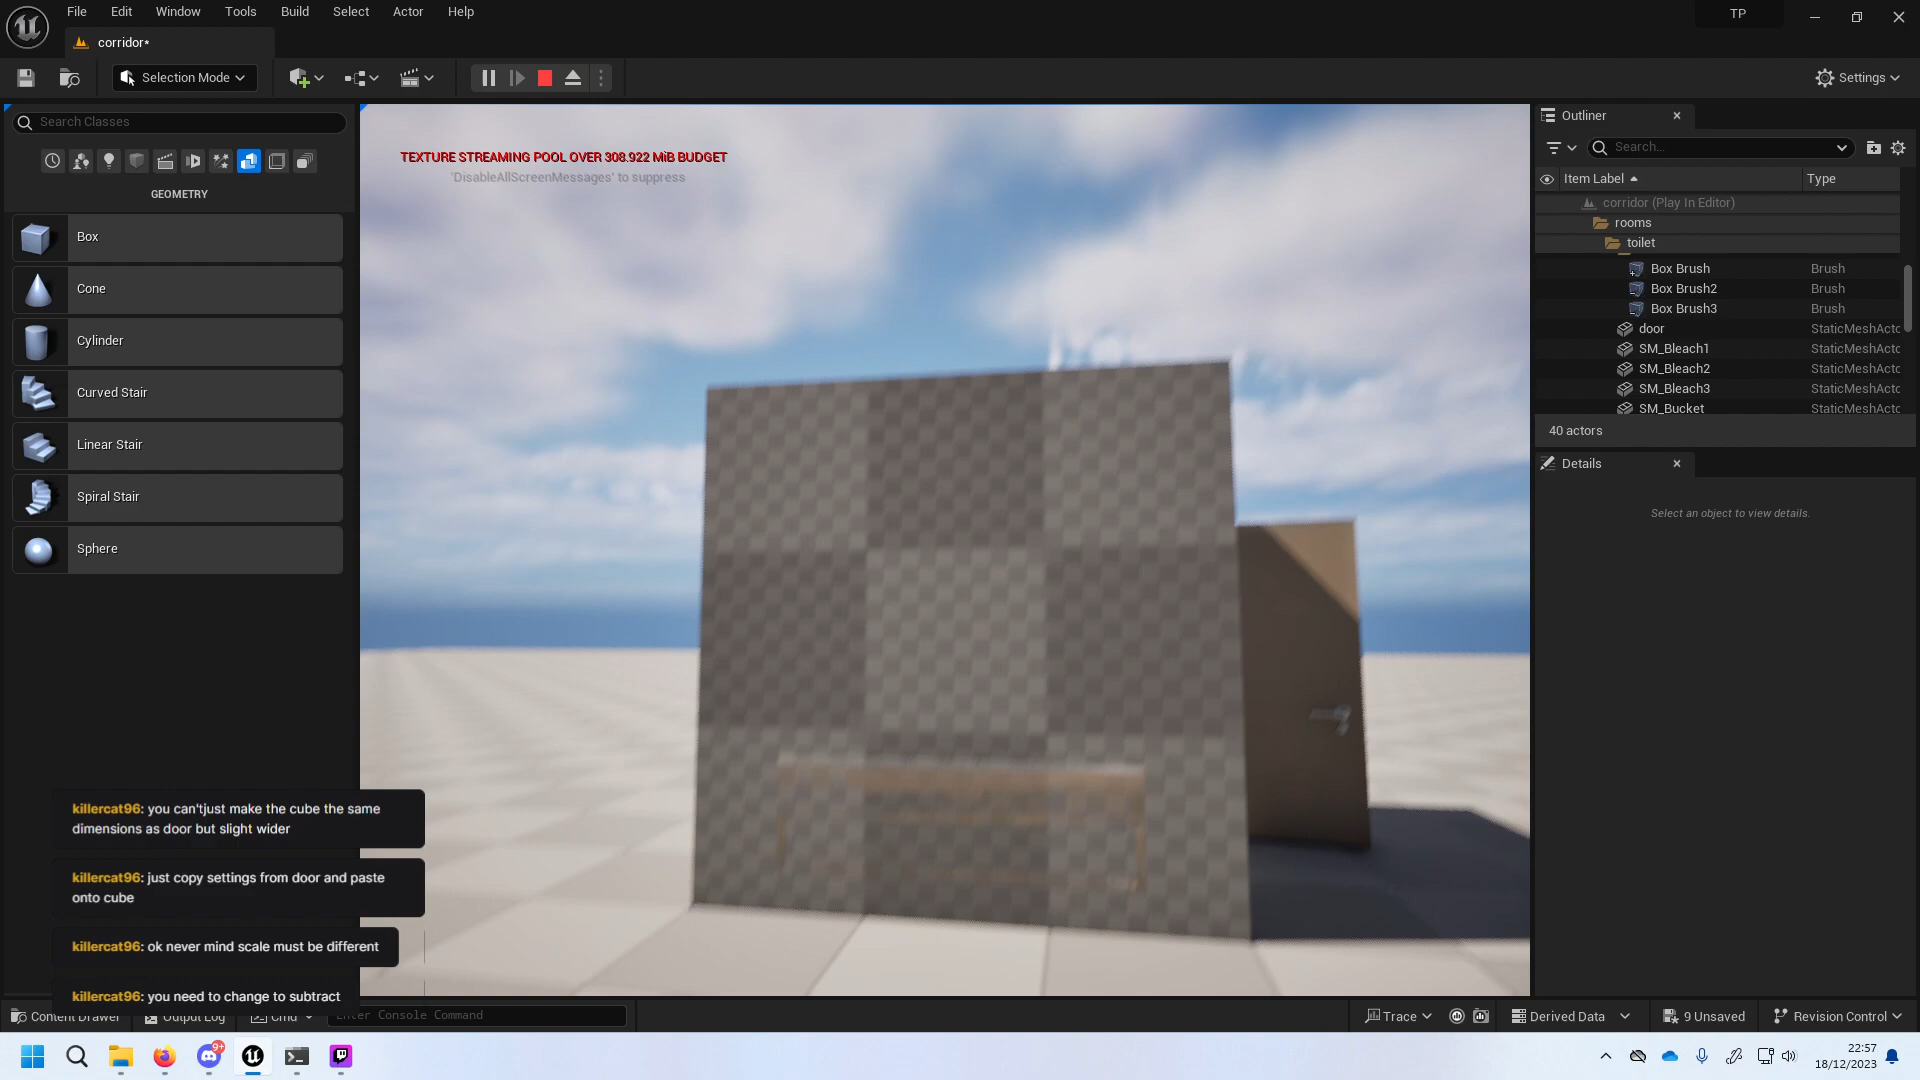 File Edit Window Tools Build Select Actor Help
TP
corridor*
Selection Mode
Settings
Search Classes
GEOMETRY
Box
Cone
Cylinder
Curved Stair
Linear Stair
Spiral Stair
Sphere
TEXTURE STREAMING POOL OVER 308.922 MiB BUDGET
'DisableAllScreenMessages' to suppress
Outliner
Search...
Item Label Type
corridor (Play In Editor)
rooms
toilet
Box Brush Brush
Box Brush2 Brush
Box Brush3 Brush
door StaticMeshActo
SM_Bleach1 StaticMeshActo
SM_Bleach2 StaticMeshActo
SM_Bleach3 StaticMeshActo
SM_Bucket StaticMeshActo
40 actors
Details
Select an object to view details.
killercat96: you can'tjust make the cube the same
dimensions as door but slight wider
killercat96: just copy settings from door and paste
onto cube
killercat96: ok never mind scale must be different
killercat96: you need to change to subtract
Content Drawer Output Log Cmd Enter Console Command
Trace Derived Data 9 Unsaved Revision Control
9+
22:57
18/12/2023